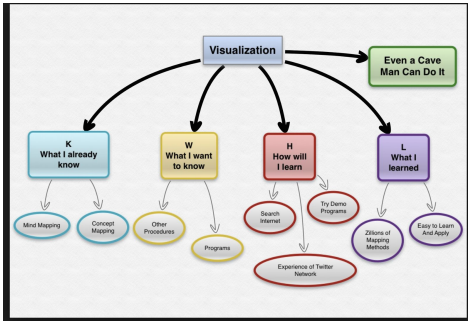 Visualization
Even a Cave
Man Can Do It
K
What I already
know
W
What I want
to know
H
How will
I learn
L
What I
learned
Mind Mapping
Concept
Mapping
Other
Procedures
Programs
Search
Internet
Try Demo
Programs
Experience of Twitter
Network
Zillions of
Mapping
Methods
Easy to Learn
And Apply